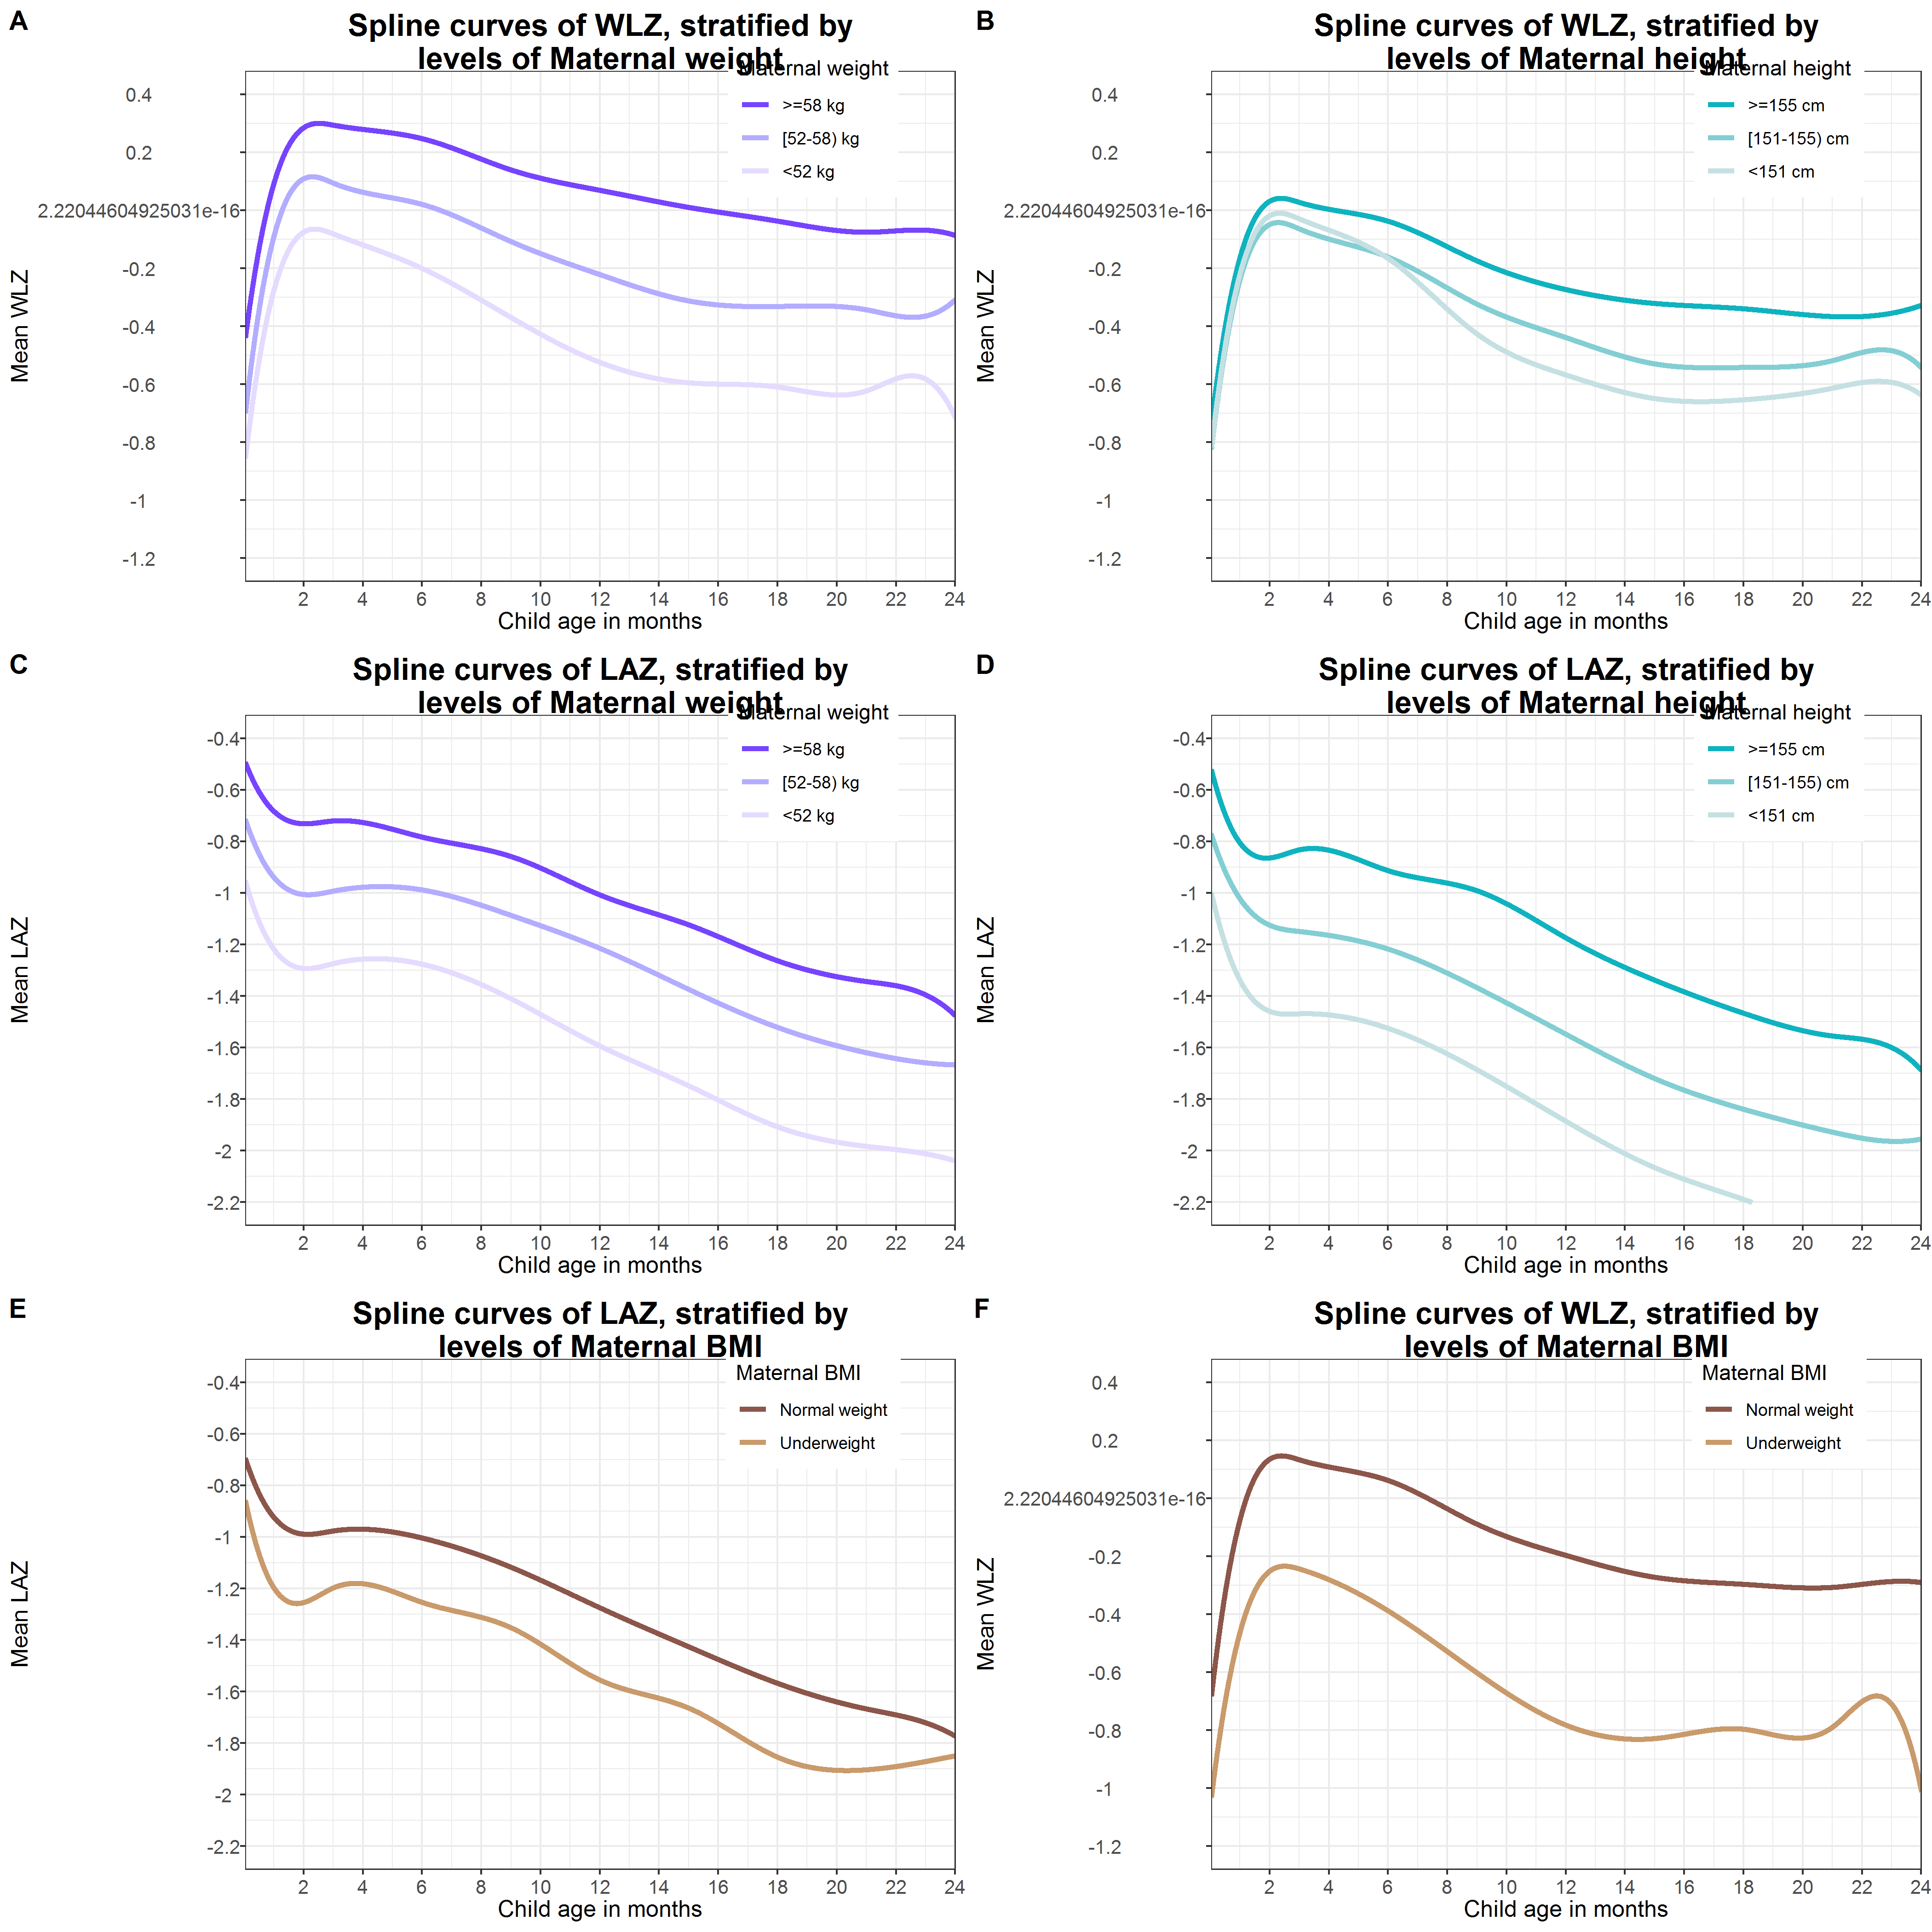 A
Spline curves of WLZ, stratified by
levels of Maternal weight
Maternal weight
>=58 kg
[52-58) kg
<52 kg
0.4
0.2
2.22044604925031e-16
-0.2
-0.4
-0.6
-0.8
-1
-1.2
Mean WLZ
2 4 6 8 10 12 14 16 18 20 22 24
Child age in months
B
Spline curves of WLZ, stratified by
levels of Maternal height
Maternal height
>=155 cm
[151-155) cm
<151 cm
0.4
0.2
2.22044604925031e-16
-0.2
-0.4
-0.6
-0.8
-1
-1.2
Mean WLZ
2 4 6 8 10 12 14 16 18 20 22 24
Child age in months
C
Spline curves of LAZ, stratified by
levels of Maternal weight
Maternal weight
>=58 kg
[52-58) kg
<52 kg
-0.4
-0.6
-0.8
-1
-1.2
-1.4
-1.6
-1.8
-2
-2.2
Mean LAZ
2 4 6 8 10 12 14 16 18 20 22 24
Child age in months
D
Spline curves of LAZ, stratified by
levels of Maternal height
Maternal height
>=155 cm
[151-155) cm
<151 cm
-0.4
-0.6
-0.8
-1
-1.2
-1.4
-1.6
-1.8
-2
-2.2
Mean LAZ
2 4 6 8 10 12 14 16 18 20 22 24
Child age in months
E
Spline curves of LAZ, stratified by
levels of Maternal BMI
Maternal BMI
Normal weight
Underweight
-0.4
-0.6
-0.8
-1
-1.2
-1.4
-1.6
-1.8
-2
-2.2
Mean LAZ
2 4 6 8 10 12 14 16 18 20 22 24
Child age in months
F
Spline curves of WLZ, stratified by
levels of Maternal BMI
Maternal BMI
Normal weight
Underweight
0.4
0.2
2.22044604925031e-16
-0.2
-0.4
-0.6
-0.8
-1
-1.2
Mean WLZ
2 4 6 8 10 12 14 16 18 20 22 24
Child age in months